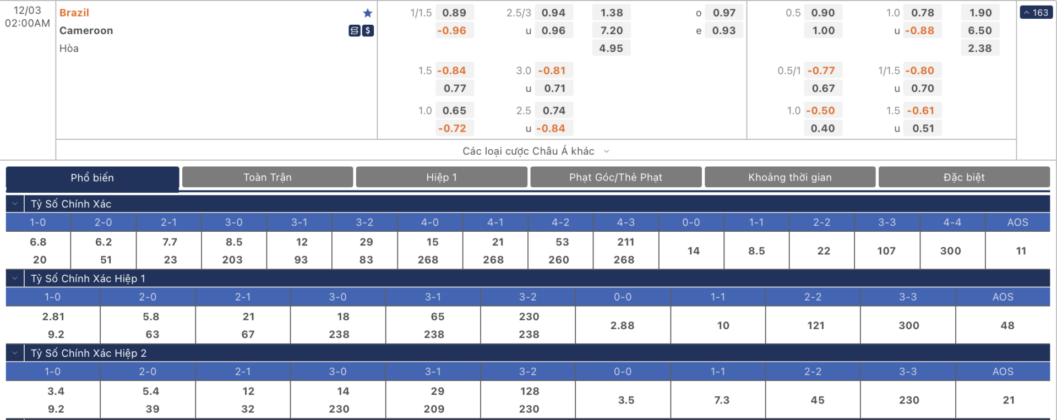 12/03 Brazil 1/1.5 0.89 2.5/3 0.94 1.38 o 0.97 0.5 0.90 1.0 0.78 1.90 163
02:00AM Cameroon -0.96 u 0.96 7.20 e 0.93 1.00 u -0.88 6.50
Hòa 4.95 2.38
1.5 -0.84 3.0 -0.81 0.5/1 -0.77 1/1.5 -0.80
0.77 u 0.71 0.67 u 0.70
1.0 0.65 2.5 0.74 1.0 -0.50 1.5 -0.61
-0.72 u -0.84 0.40 u 0.51
Các loại cược Châu Á khác
Phổ biến Toàn Trận Hiệp 1 Phạt Góc/Thẻ Phạt Khoảng thời gian Đặc biệt
Tỷ Số Chính Xác
1-0 2-0 2-1 3-0 3-1 3-2 4-0 4-1 4-2 4-3 0-0 1-1 2-2 3-3 4-4 AOS
6.8 6.2 7.7 8.5 12 29 15 21 53 211 14 8.5 22 107 300 11
20 51 23 203 93 83 268 268 260 268
Tỷ Số Chính Xác Hiệp 1
1-0 2-0 2-1 3-0 3-1 3-2 0-0 1-1 2-2 3-3 AOS
2.81 5.8 21 18 65 230 2.88 10 121 300 48
9.2 63 67 238 238 238
Tỷ Số Chính Xác Hiệp 2
1-0 2-0 2-1 3-0 3-1 3-2 0-0 1-1 2-2 3-3 AOS
3.4 5.4 12 14 29 128 3.5 7.3 45 230 21
9.2 39 32 230 209 230